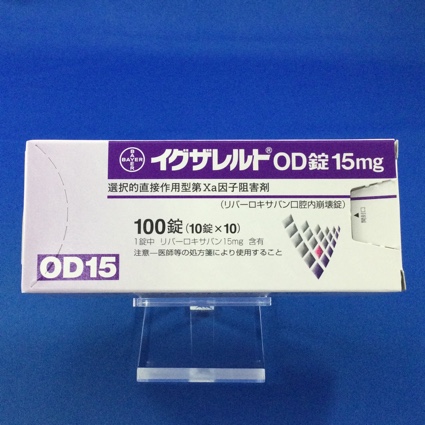 BAYER
BAYER
イグザレルト® OD錠 15mg
選択的直接作用型第Xa因子阻害剤
(リバーロキサバン口腔内崩壊錠)
100錠 (10錠×10)
1錠中 リバーロキサバン15mg 含有
注意―医師等の処方箋により使用すること
OD15